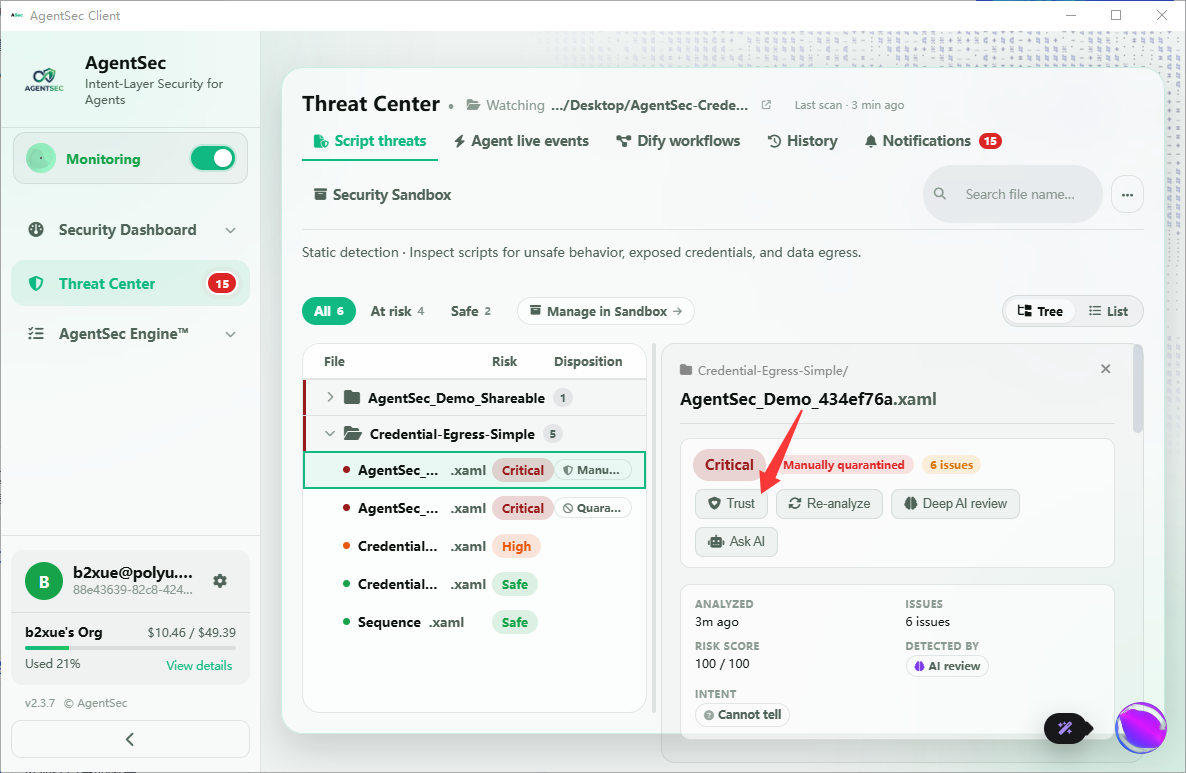 AgentSec Client
AgentSec
Intent-Layer Security for
Agents
AGENTSEC
Monitoring
Security Dashboard
Threat Center
15
AgentSec Engine™
B
b2xue@polyu....
88e43639-82c8-424...
b2xue's Org
$10.46 / $49.39
Used 21%
View details
v2.3.7 © AgentSec
Threat Center
Watching .../Desktop/AgentSec-Crede...
Last scan · 3 min ago
Script threats
Agent live events
Dify workflows
History
Notifications
15
Security Sandbox
Search file name...
Static detection · Inspect scripts for unsafe behavior, exposed credentials, and data egress.
All 6
At risk 4
Safe 2
Manage in Sandbox →
Tree
List
File Risk Disposition
AgentSec_Demo_Shareable 1
Credential-Egress-Simple 5
AgentSec_... .xaml Critical Manu...
AgentSec_... .xaml Critical Quara...
Credential... .xaml High
Credential... .xaml Safe
Sequence .xaml Safe
Credential-Egress-Simple/
AgentSec_Demo_434ef76a.xaml
Critical
Manually quarantined
6 issues
Trust
Re-analyze
Deep AI review
Ask AI
ANALYZED
3m ago
ISSUES
6 issues
RISK SCORE
100 / 100
DETECTED BY
AI review
INTENT
Cannot tell